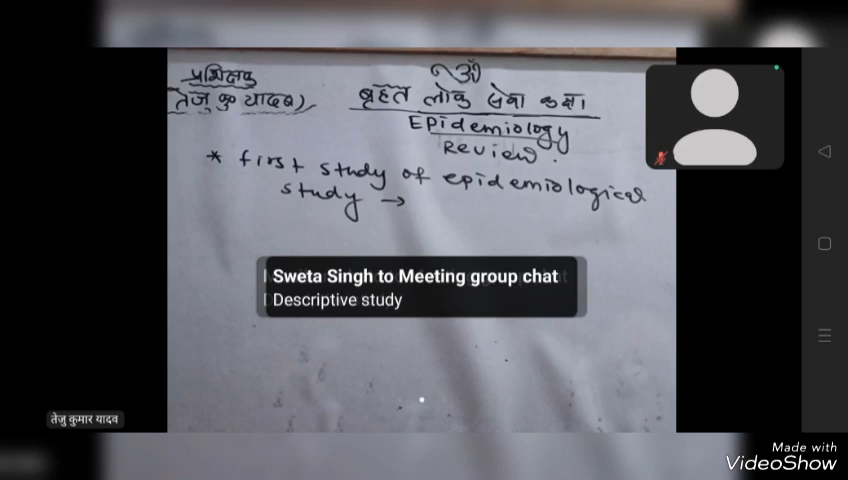 ॐ
प्रशिक्षक
तेजु कु यादव)
बृहत लोक सेवा कक्षा
Epidemiology
Review.
* first study of epidemiological
study →
Sweta Singh to Meeting group chat
Descriptive study
तेजु कुमार यादव
Made with
VideoShow